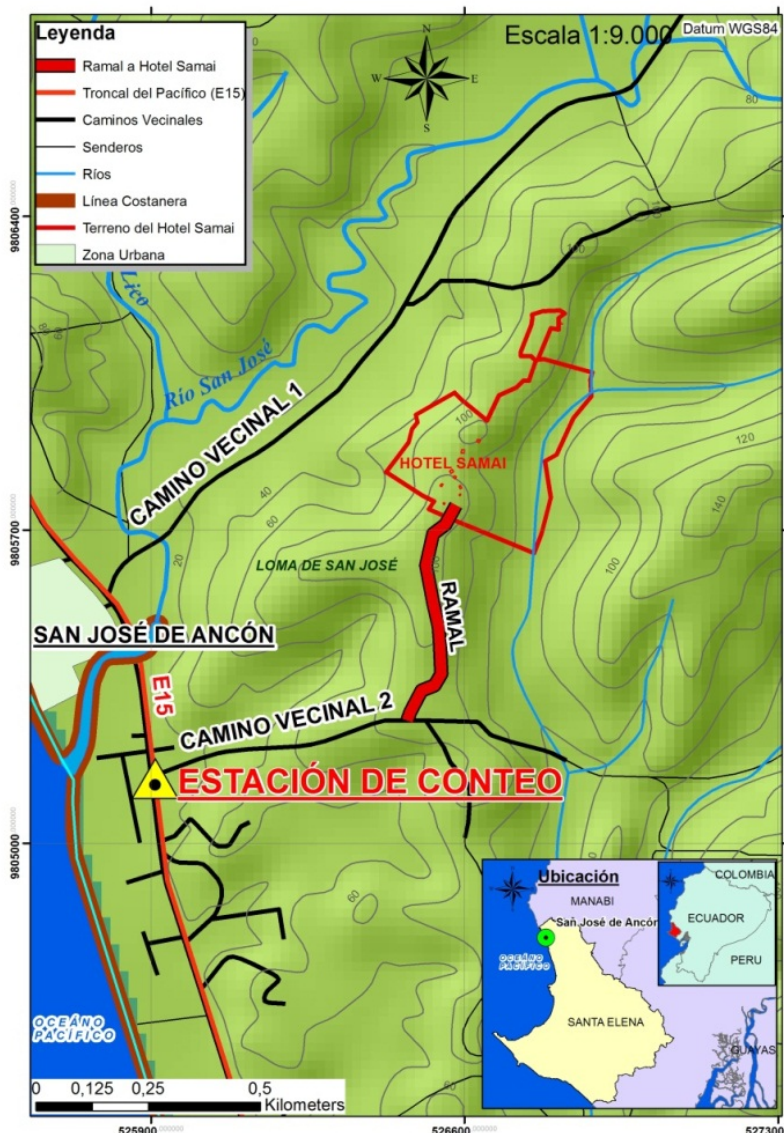 Leyenda
Ramal a Hotel Samai
Troncal del Pacífico (E15)
Caminos Vecinales
Senderos
Ríos
Línea Costanera
Terreno del Hotel Samai
Zona Urbana
N
W E
S
Escala 1:9.000
Datum WGS84
80
9806400
Lico
Río San José
CAMINO VECINAL 1
100
HOTEL SAMAI
120
140
40
60
20
100
9805700
LOMA DE SAN JOSÉ
RAMAL
SAN JOSÉ DE ANCÓN
E15
CAMINO VECINAL 2
ESTACIÓN DE CONTEO
9805000
60
OCEÁNO
PACÍFICO
0 0,125 0,25 0,5
Kilometers
525900 526600 527300
Ubicación
MANABI
San José de Ancón
OCEÁNO
PACÍFICO
SANTA ELENA
GUAYAS
COLOMBIA
ECUADOR
PERU